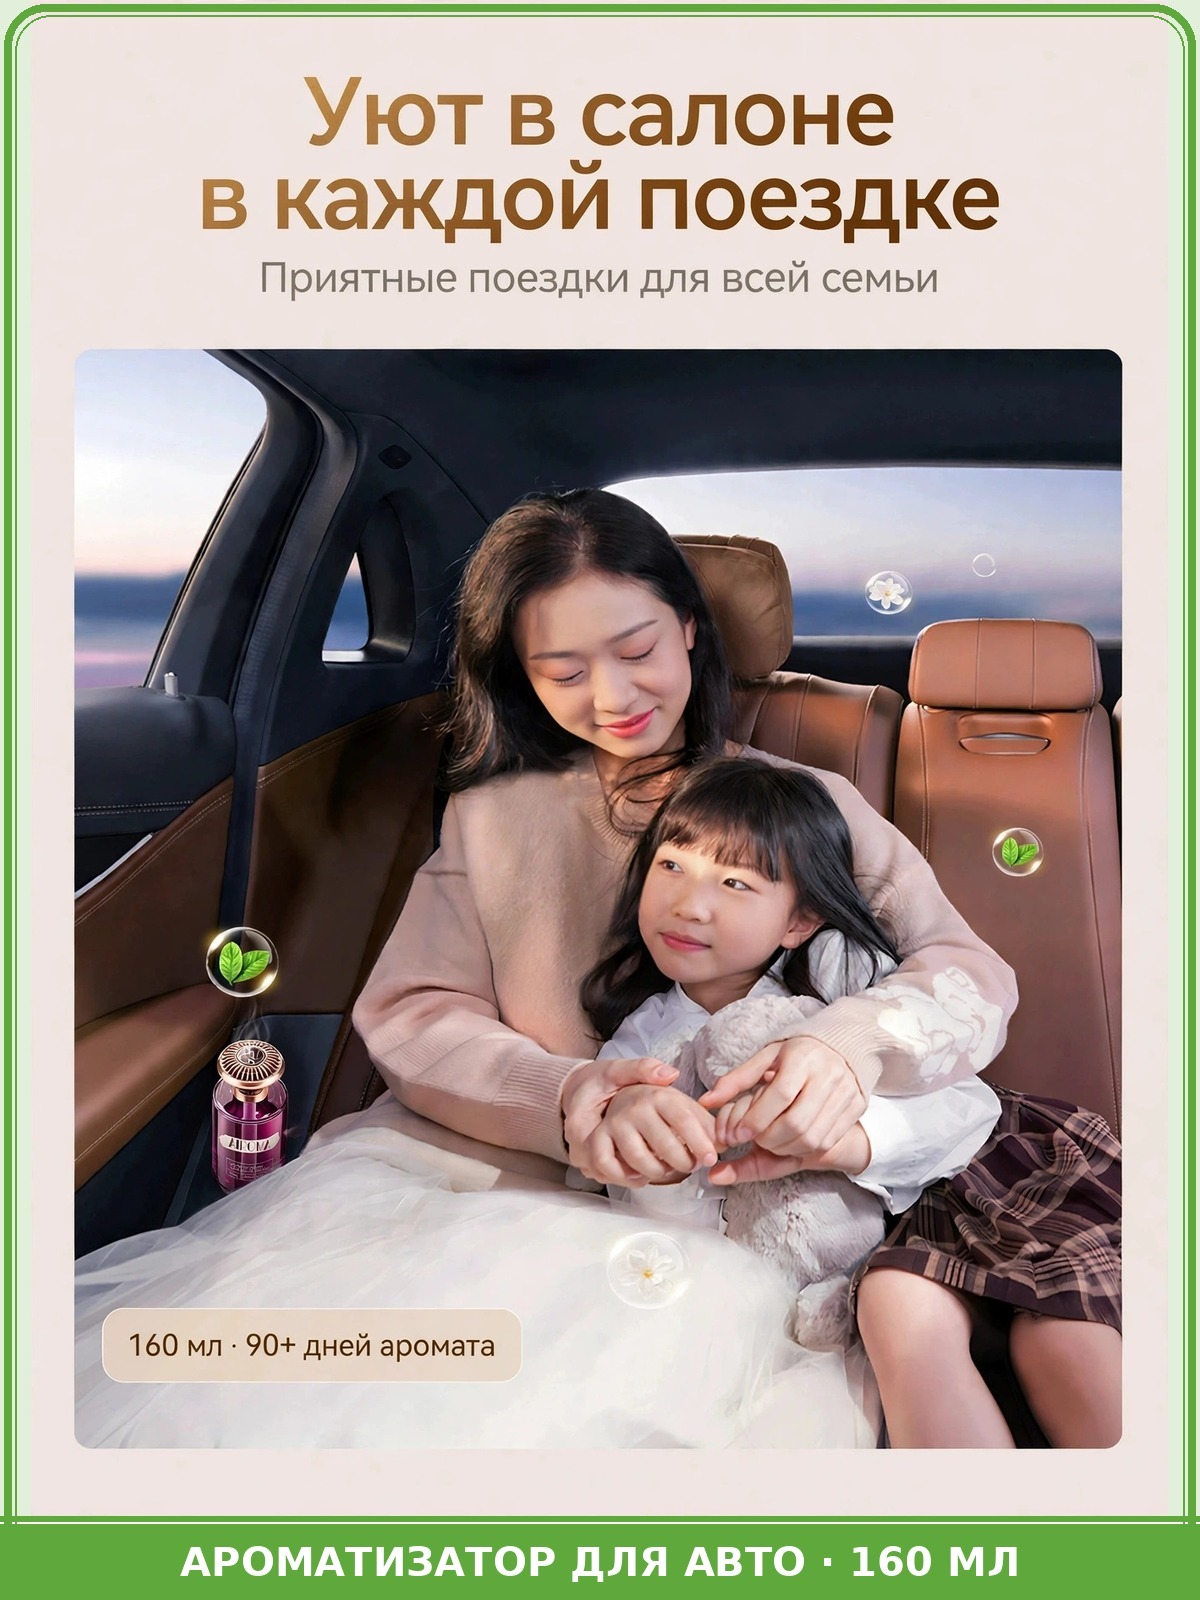 Уют в салоне
в каждой поездке
Приятные поездки для всей семьи
AIROMA
160 мл · 90+ дней аромата
АРОМАТИЗАТОР ДЛЯ АВТО · 160 МЛ